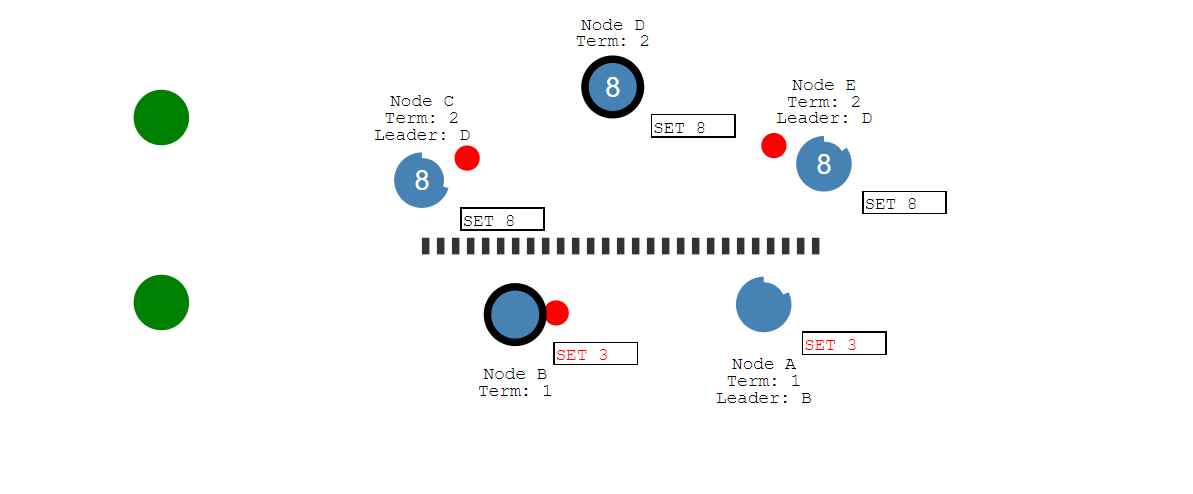 Node D
Term: 2
8
SET 8
Node E
Term: 2
Leader: D
8
SET 8
Node C
Term: 2
Leader: D
8
SET 8
Node B
Term: 1
SET 3
Node A
Term: 1
Leader: B
SET 3